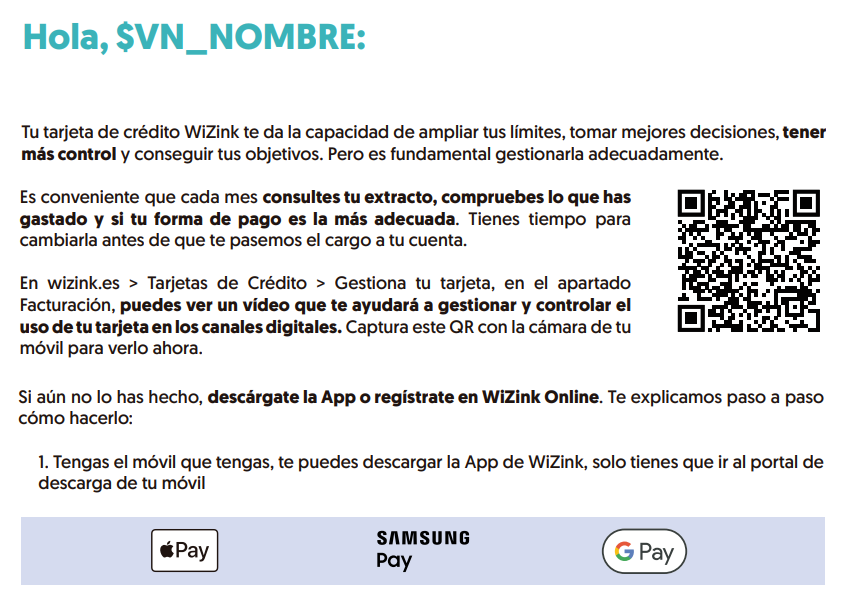 Hola, $VN_NOMBRE:
Tu tarjeta de crédito WiZink te da la capacidad de ampliar tus límites, tomar mejores decisiones, tener
más control y conseguir tus objetivos. Pero es fundamental gestionarla adecuadamente.
Es conveniente que cada mes consultes tu extracto, compruebes lo que has
gastado y si tu forma de pago es la más adecuada. Tienes tiempo para
cambiarla antes de que te pasemos el cargo a tu cuenta.
En wizink.es > Tarjetas de Crédito > Gestiona tu tarjeta, en el apartado
Facturación, puedes ver un vídeo que te ayudará a gestionar y controlar el
uso de tu tarjeta en los canales digitales. Captura este QR con la cámara de tu
móvil para verlo ahora.
Si aún no lo has hecho, descárgate la App o regístrate en WiZink Online. Te explicamos paso a paso
cómo hacerlo:
1. Tengas el móvil que tengas, te puedes descargar la App de WiZink, solo tienes que ir al portal de
descarga de tu móvil
Pay
SAMSUNG
Pay
G Pay